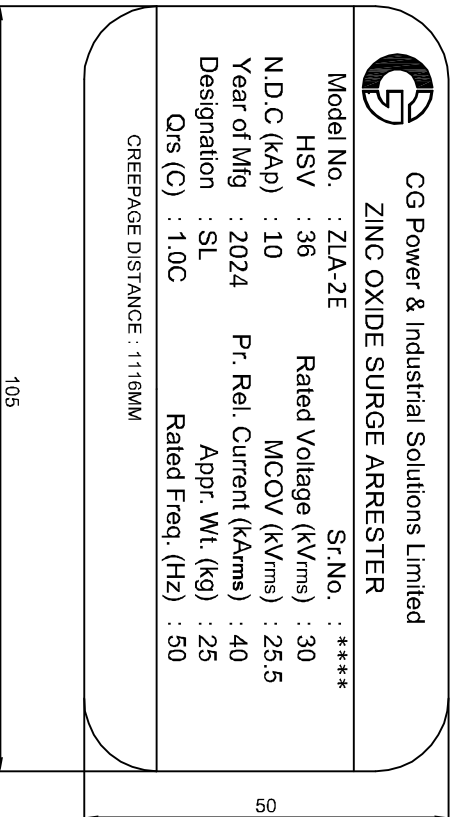 CG Power & Industrial Solutions Limited
ZINC OXIDE SURGE ARRESTER
Model No. : ZLA-2E Sr.No. : ****
HSV : 36 Rated Voltage (kVrms) : 30
N.D.C (kAp) : 10 MCOV (kVrms) : 25.5
Year of Mfg : 2024 Pr. Rel. Current (kArms) : 40
Designation : SL Appr. Wt. (kg) : 25
Qrs (C) : 1.0C Rated Freq. (Hz) : 50
CREEPAGE DISTANCE : 1116MM
105
50